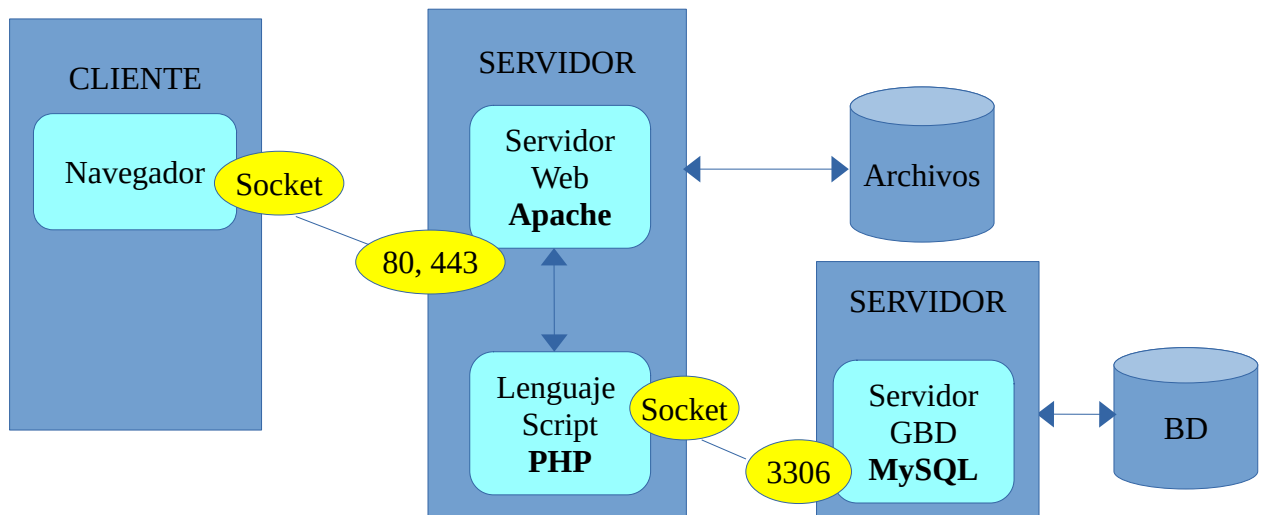 CLIENTE
Navegador
Socket
80, 443
SERVIDOR
Servidor
Web
Apache
Lenguaje
Script
PHP
Socket
Archivos
SERVIDOR
3306
Servidor
GBD
MySQL
BD